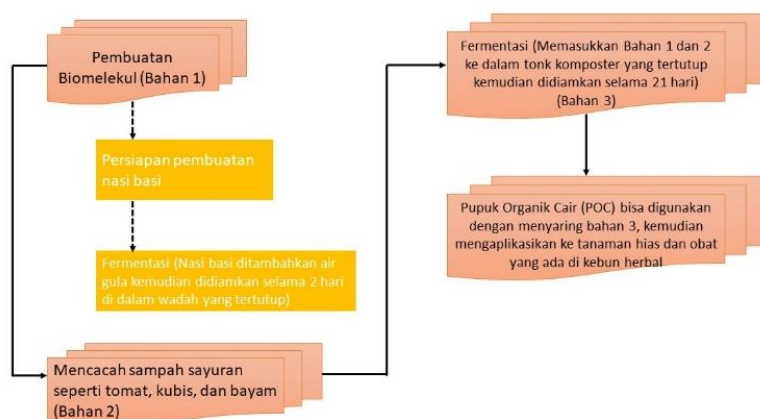 Pembuatan
Biomelekul (Bahan 1)
Persiapan pembuatan
nasi basi
Fermentasi (Nasi basi ditambahkan air
gula kemudian didiamkan selama 2 hari
di dalam wadah yang tertutup)
Mencacah sampah sayuran
seperti tomat, kubis, dan bayam
(Bahan 2)
Fermentasi (Memasukkan Bahan 1 dan 2
ke dalam tonk komposter yang tertutup
kemudian didiamkan selama 21 hari)
(Bahan 3)
Pupuk Organik Cair (POC) bisa digunakan
dengan menyaring bahan 3, kemudian
mengaplikasikan ke tanaman hias dan obat
yang ada di kebun herbal